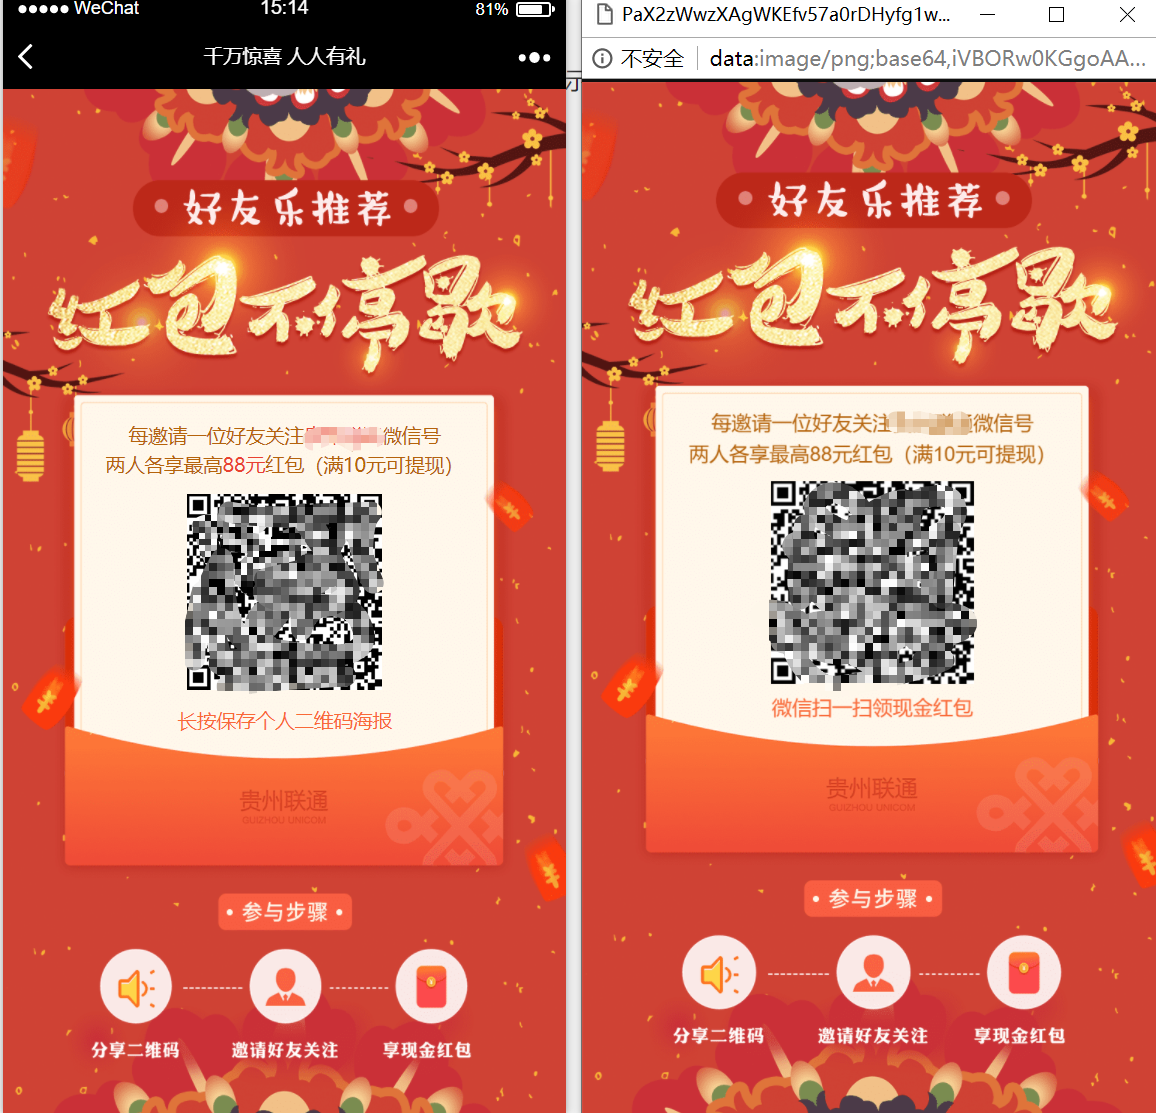 WeChat
15:14
81%
千万惊喜 人人有礼
好友乐推荐
红包不停歇
每邀请一位好友关注 微信号
两人各享最高88元红包（满10元可提现）
长按保存个人二维码海报
贵州联通
GUIZHOU UNICOM
• 参与步骤 •
分享二维码
邀请好友关注
享现金红包
PaX2zWwzXAgWKEfv57a0rDHyfg1w...
不安全
data:image/png;base64,iVBORw0KGgoAA...
好友乐推荐
红包不停歇
每邀请一位好友关注 通微信号
两人各享最高88元红包（满10元可提现）
微信扫一扫领现金红包
贵州联通
GUIZHOU UNICOM
• 参与步骤 •
分享二维码
邀请好友关注
享现金红包